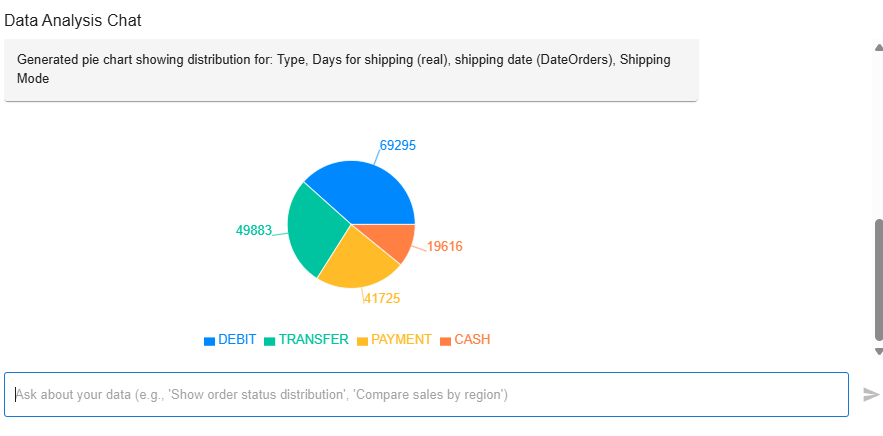 Data Analysis Chat
Generated pie chart showing distribution for: Type, Days for shipping (real), shipping date (DateOrders), Shipping
Mode
69295
49883
19616
41725
DEBIT TRANSFER PAYMENT CASH
Ask about your data (e.g., 'Show order status distribution', 'Compare sales by region')